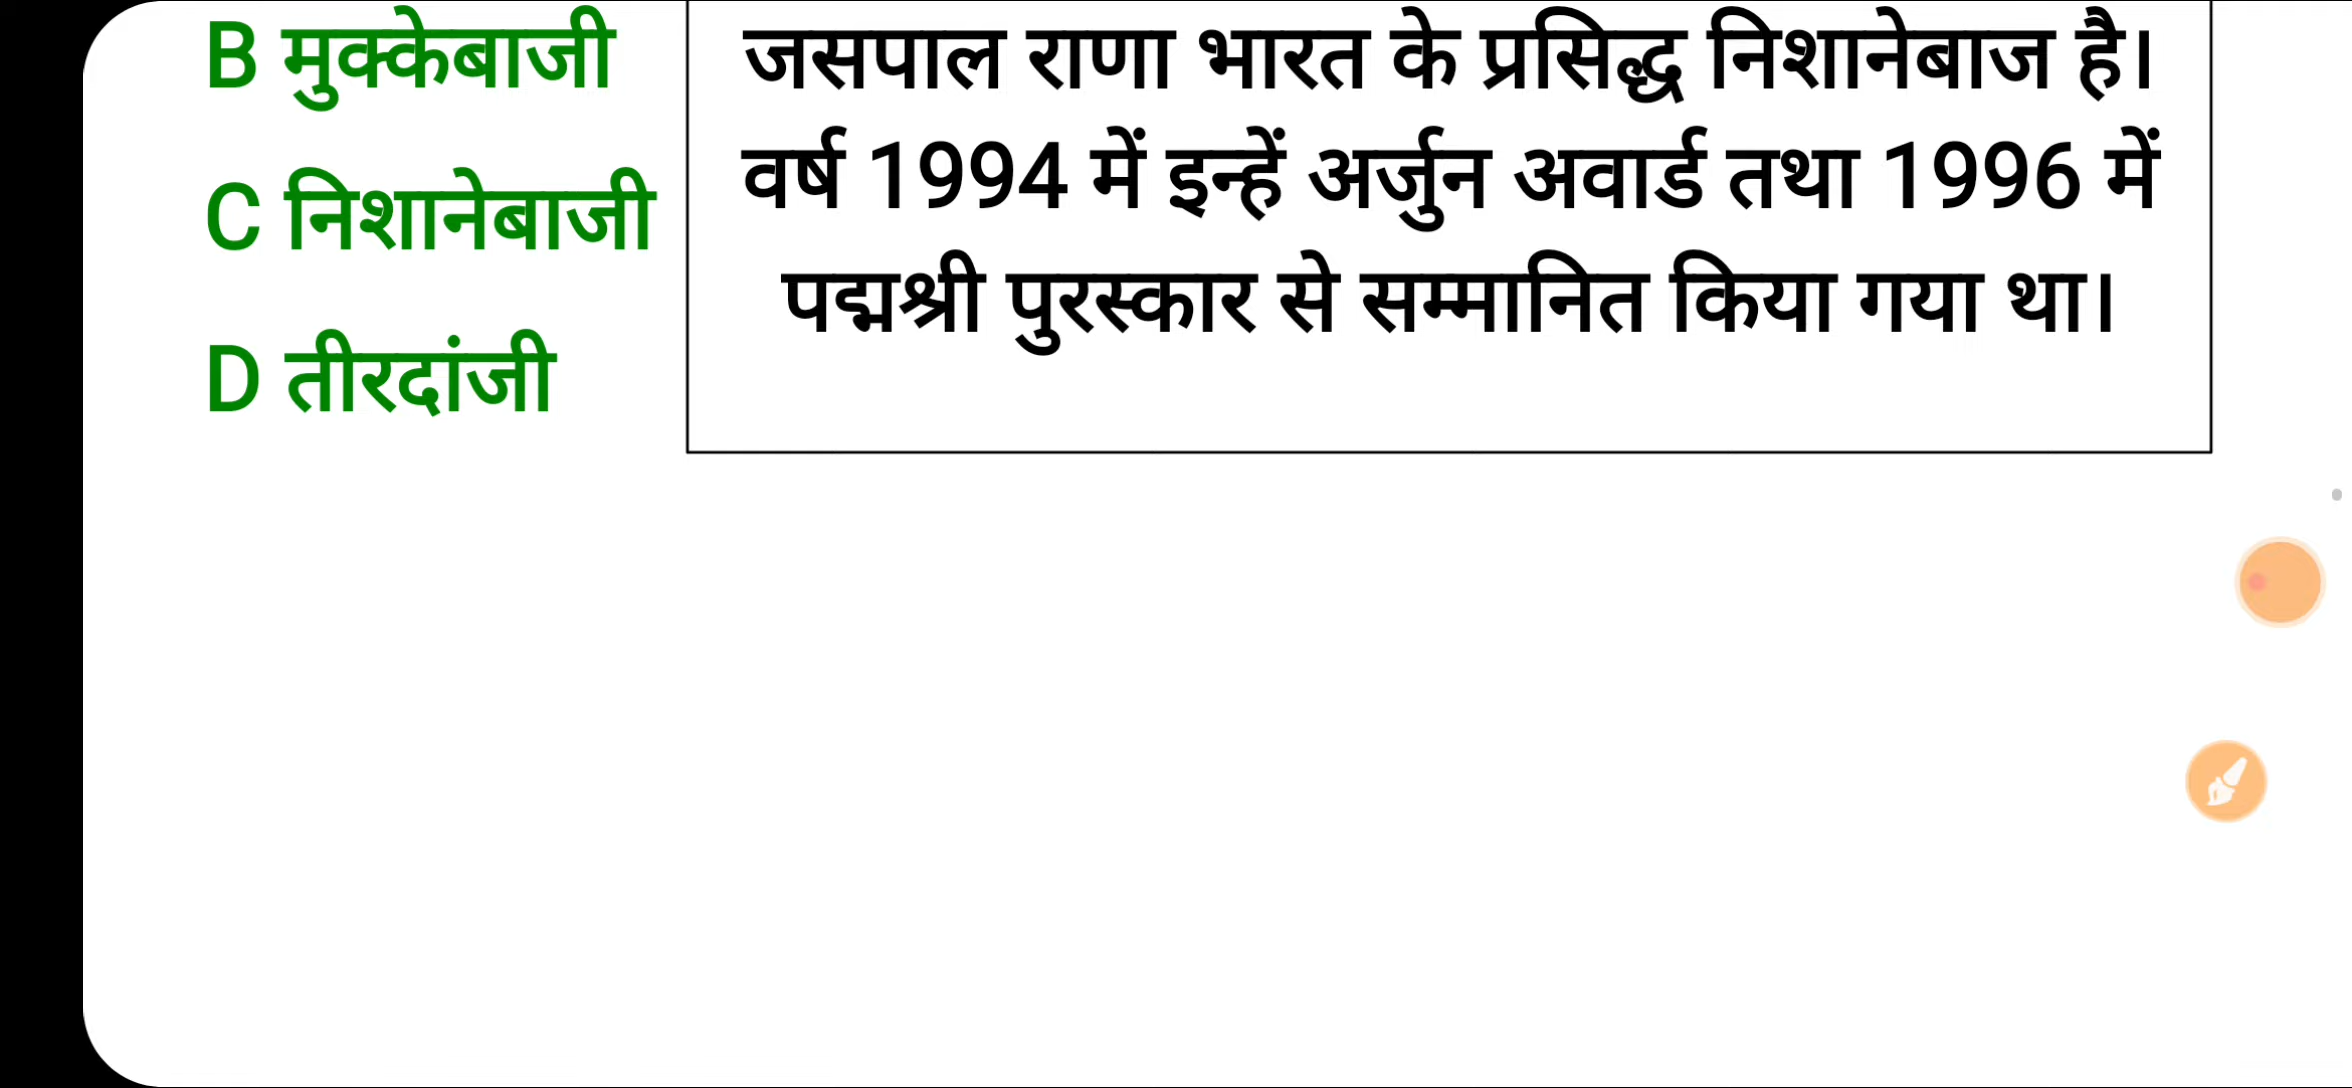 B मुक्केबाजी
C निशानेबाजी
D तीरदांजी
जसपाल राणा भारत के प्रसिद्ध निशानेबाज है।
वर्ष 1994 में इन्हें अर्जुन अवार्ड तथा 1996 में
पद्मश्री पुरस्कार से सम्मानित किया गया था।